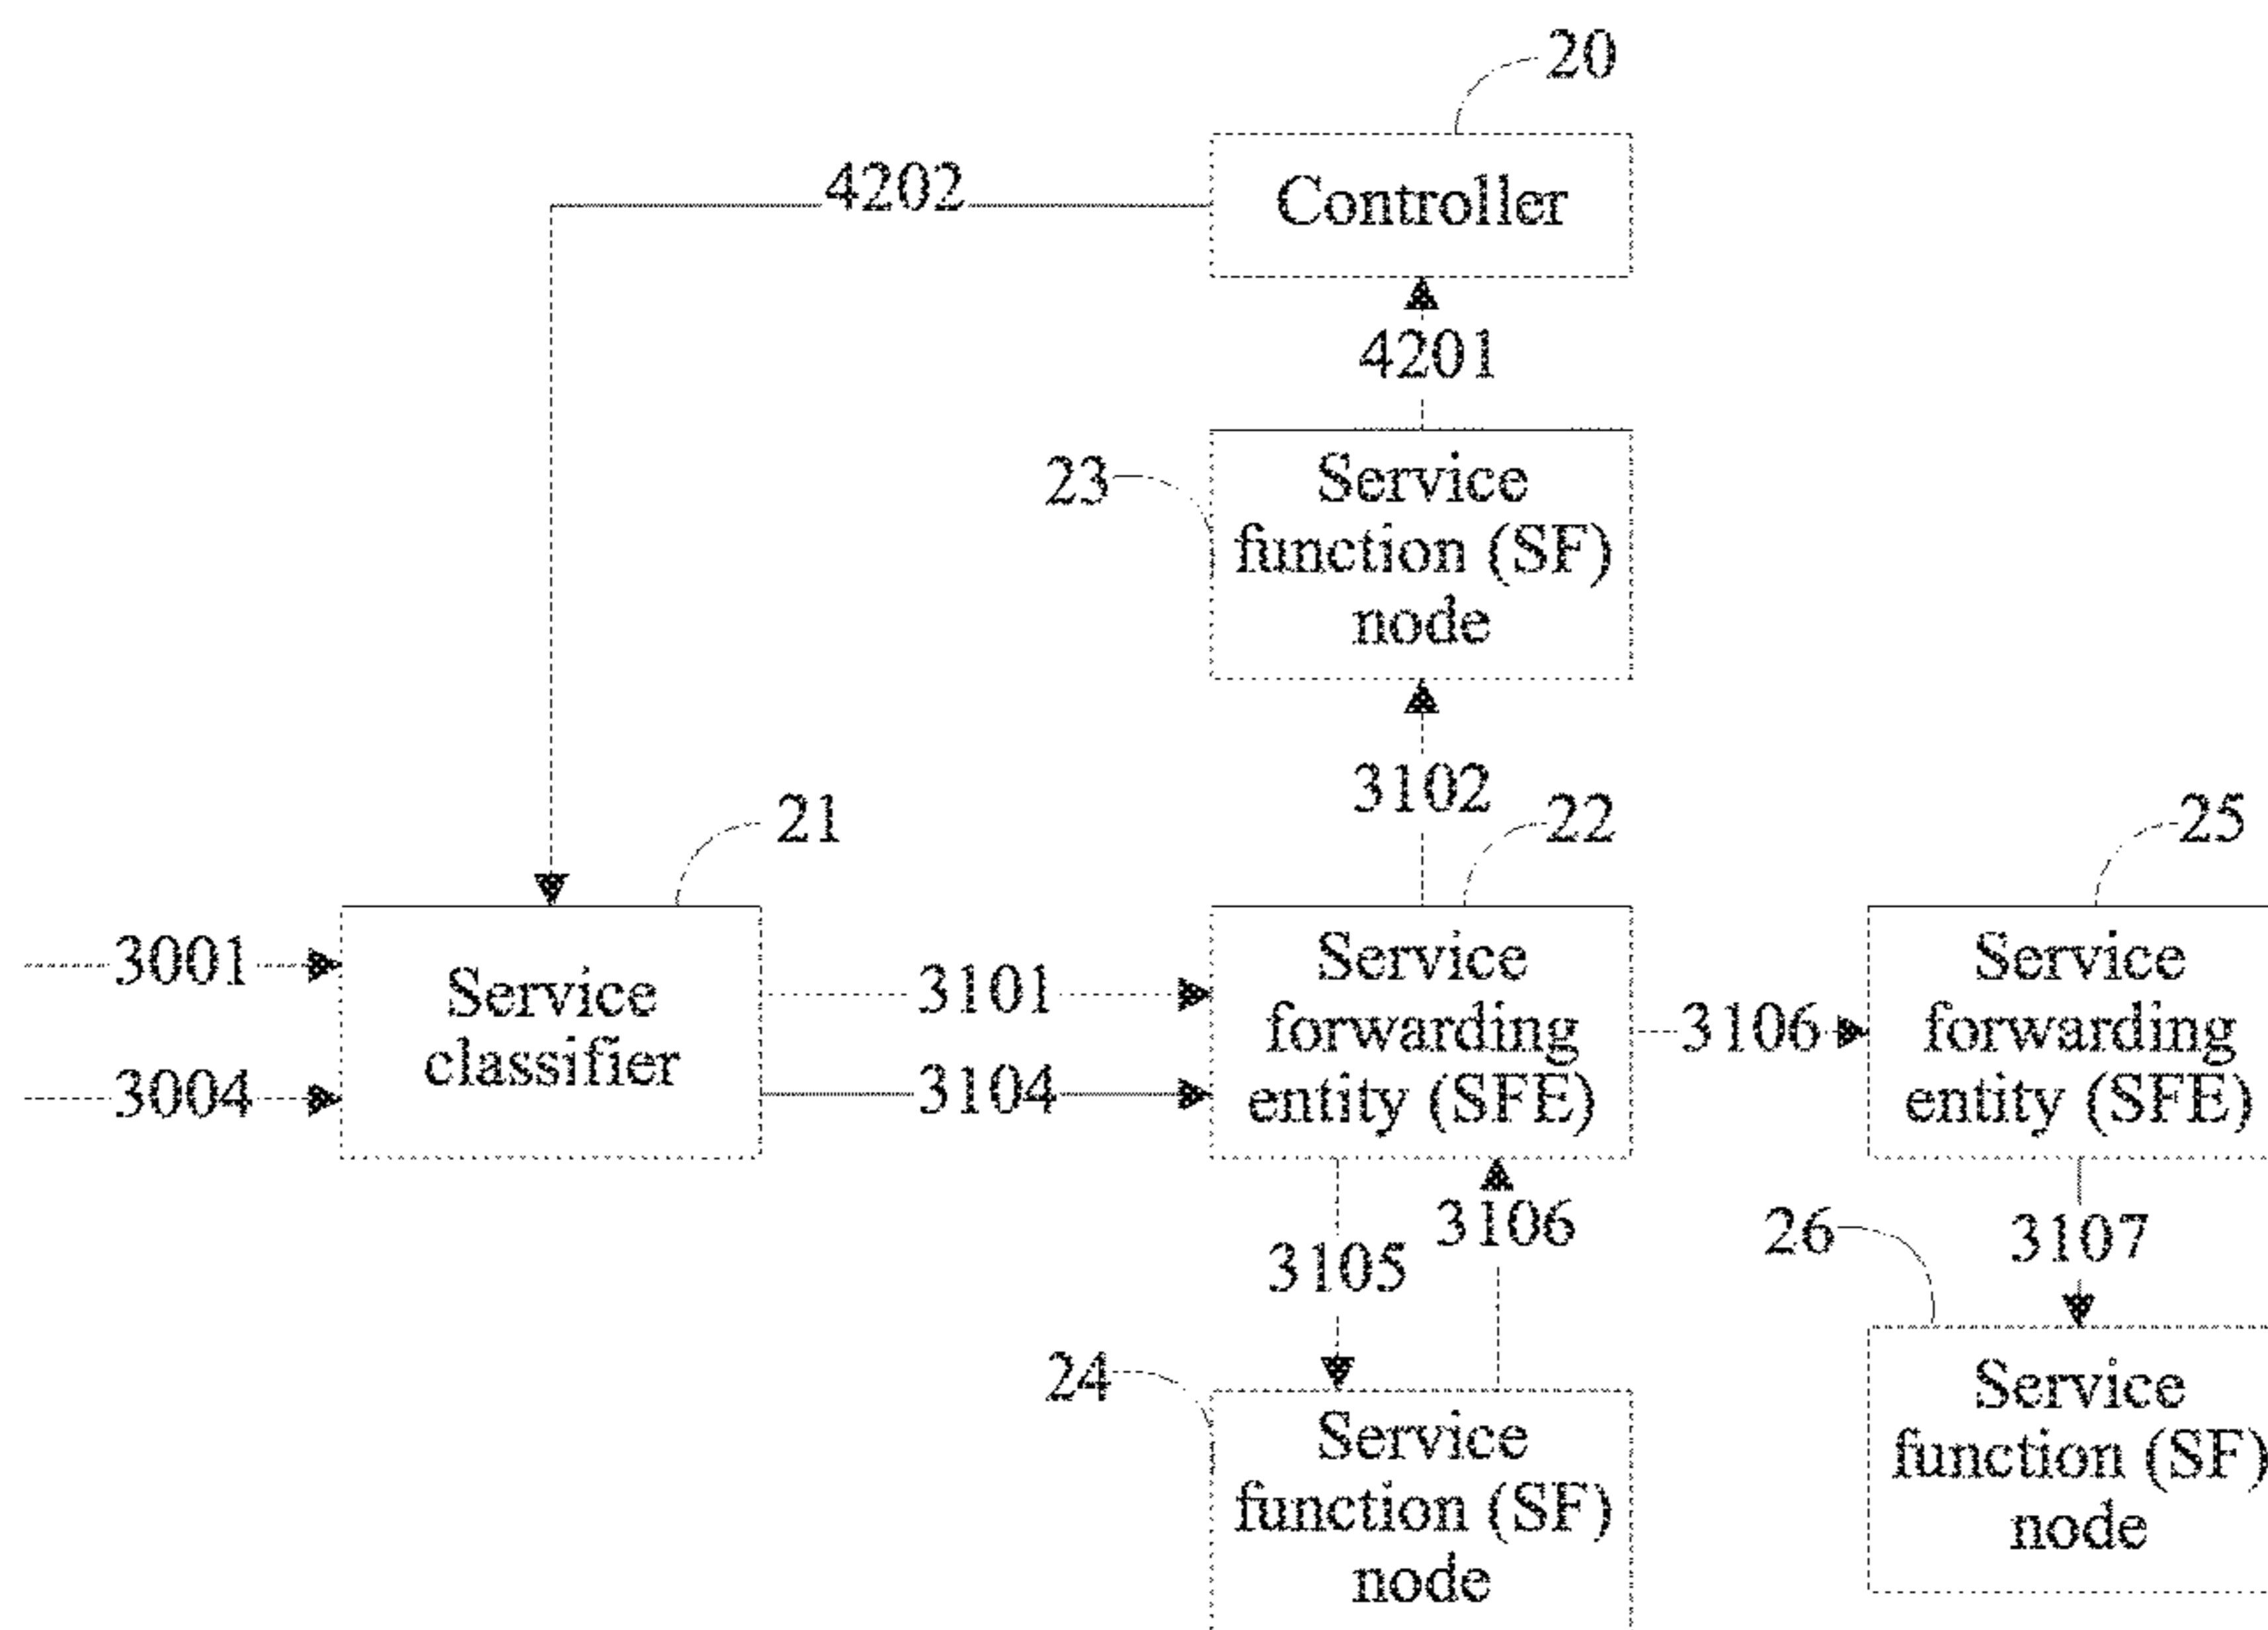 20
4202
Controller
4201
23
Service
function (SF)
node
3102
21
22
25
3001
3004
Service
classifier
3101
3104
Service
forwarding
entity (SFE)
3106
Service
forwarding
entity (SFE)
3105
3106
26
3107
24
Service
function (SF)
node
Service
function (SF)
node